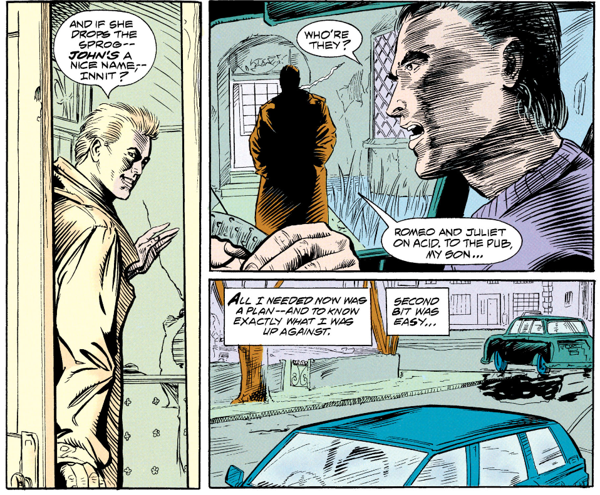 AND IF SHE
DROPS THE
SPROG--
JOHN'S A
NICE NAME,--
INNIT?
WHO'RE
THEY?
ROMEO AND JULIET
ON ACID. TO THE PUB,
MY SON...
ALL I NEEDED NOW WAS
A PLAN--AND TO KNOW
EXACTLY WHAT I WAS
UP AGAINST.
SECOND
BIT WAS
EASY...